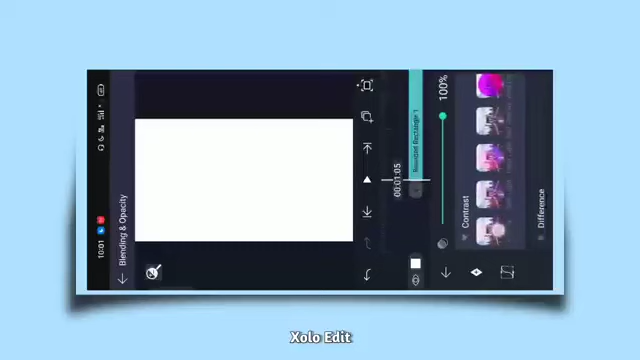 10:01
Blending & Opacity
00:01:05
Rounded Rectangle 1
100%
Contrast
Difference
Xolo Edit